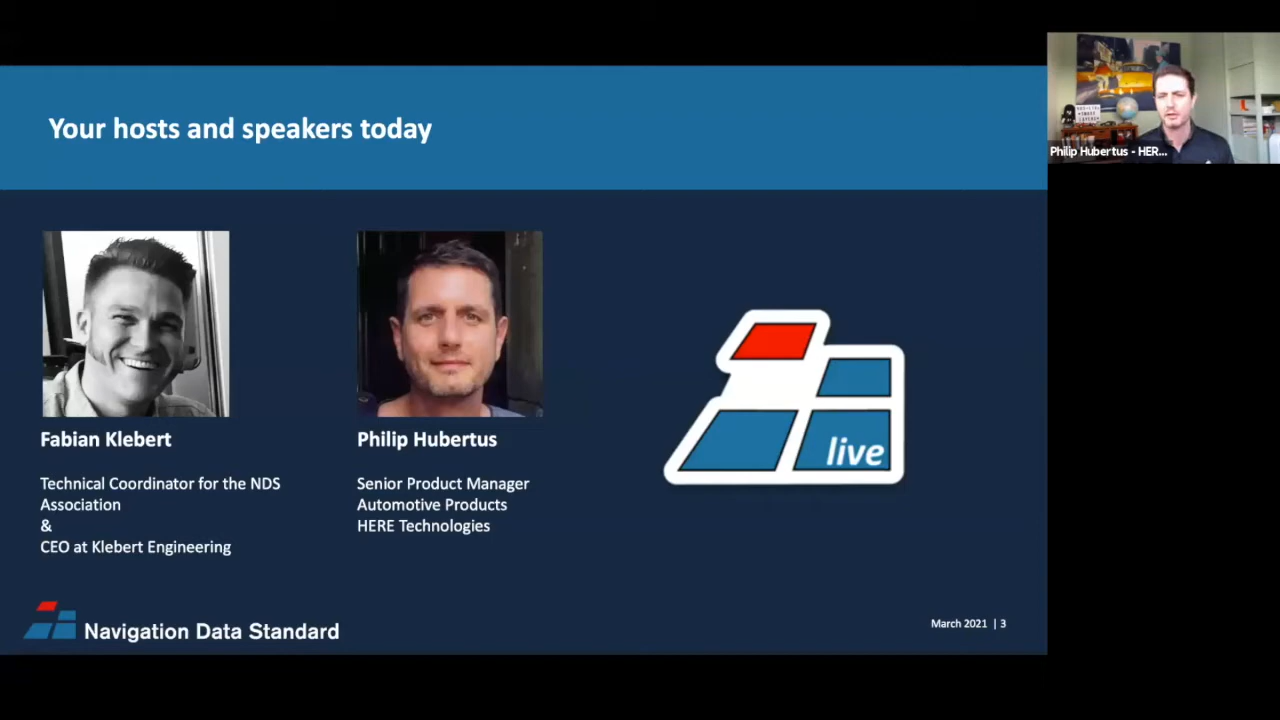 Your hosts and speakers today
Philip Hubertus - HER...
Fabian Klebert
Technical Coordinator for the NDS
Association
&
CEO at Klebert Engineering
Philip Hubertus
Senior Product Manager
Automotive Products
HERE Technologies
live
Navigation Data Standard
March 2021 | 3